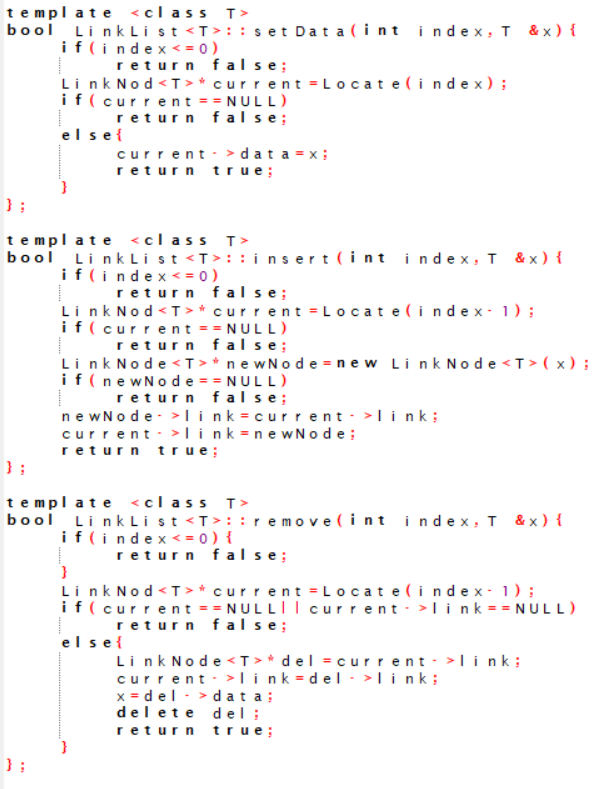 template <class T>
bool LinkList<T>::setData(int index,T &x){
    if(index<=0)
        return false;
    LinkNod<T>*current=Locate(index);
    if(current==NULL)
        return false;
    else{
        current->data=x;
        return true;
    }
};

template <class T>
bool LinkList<T>::insert(int index,T &x){
    if(index<=0)
        return false;
    LinkNod<T>*current=Locate(index-1);
    if(current==NULL)
        return false;
    LinkNode<T>*newNode=new LinkNode<T>(x);
    if(newNode==NULL)
        return false;
    newNode->link=current->link;
    current->link=newNode;
    return true;
};

template <class T>
bool LinkList<T>::remove(int index,T &x){
    if(index<=0){
        return false;
    }
    LinkNod<T>*current=Locate(index-1);
    if(current==NULL||current->link==NULL)
        return false;
    else{
        LinkNode<T>*del=current->link;
        current->link=del->link;
        x=del->data;
        delete del;
        return true;
    }
};